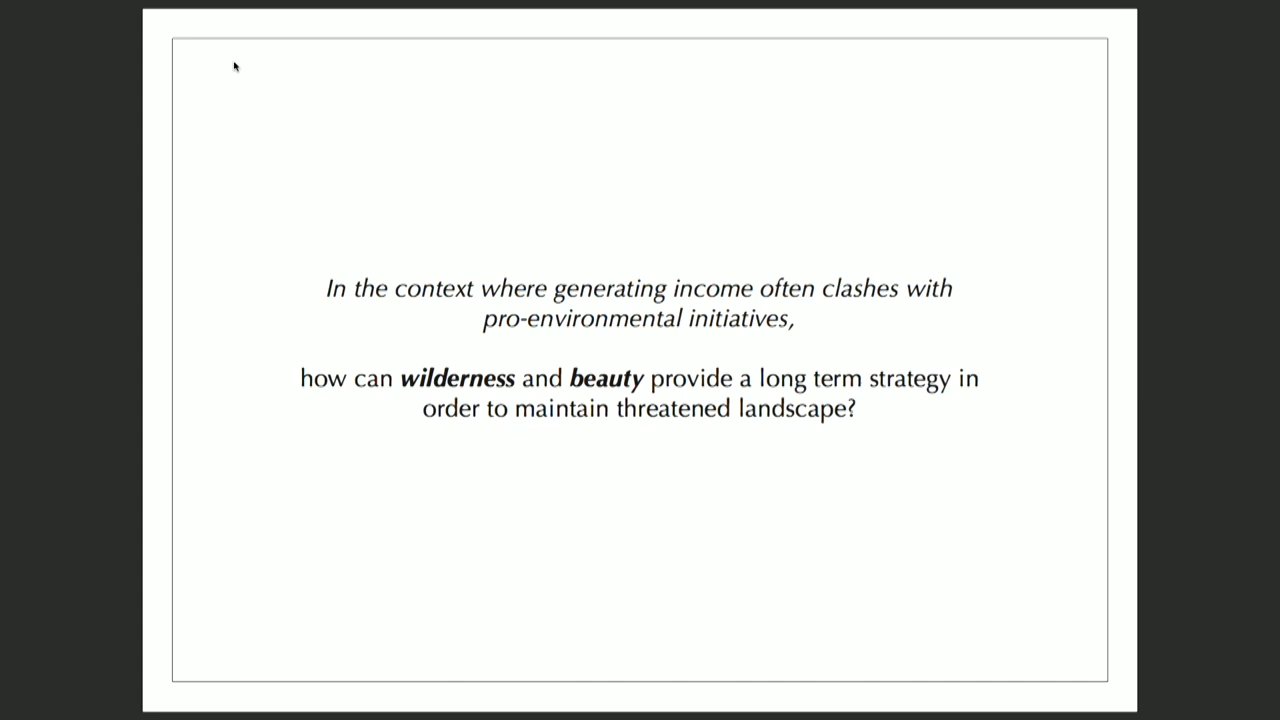 In the context where generating income often clashes with
pro-environmental initiatives,
how can wilderness and beauty provide a long term strategy in
order to maintain threatened landscape?